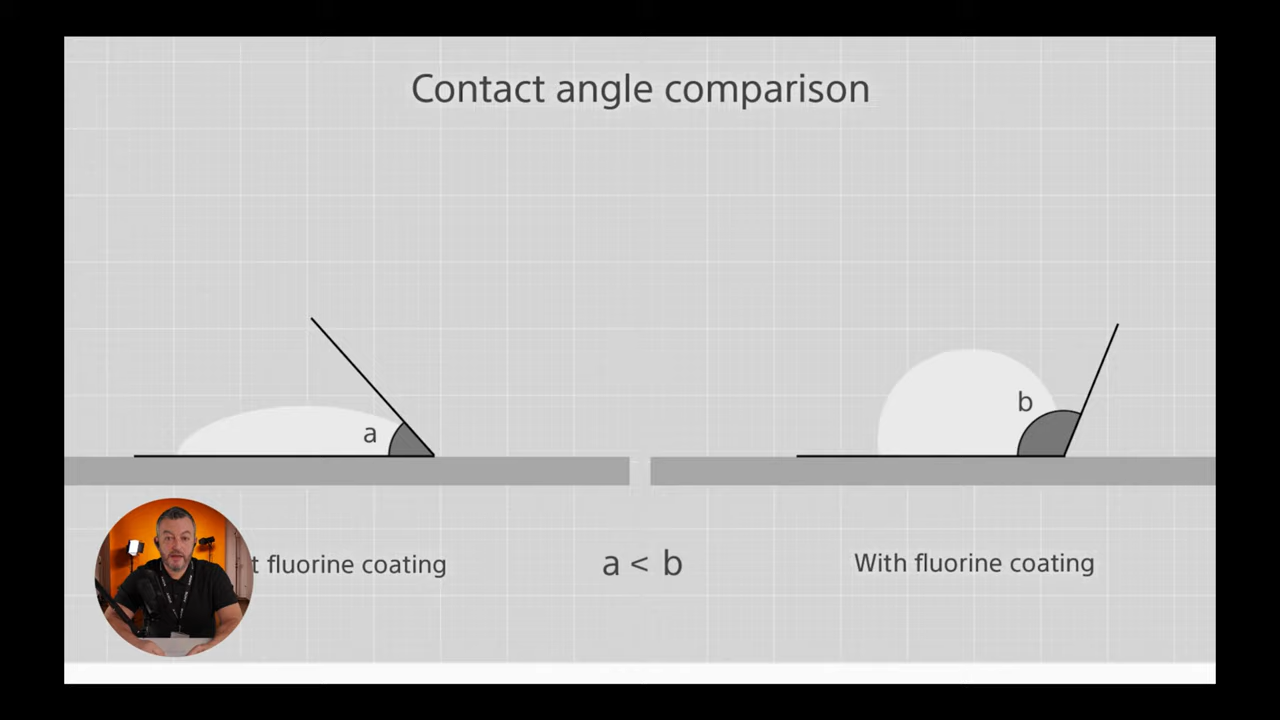 Contact angle comparison
a
b
t fluorine coating
a < b
With fluorine coating